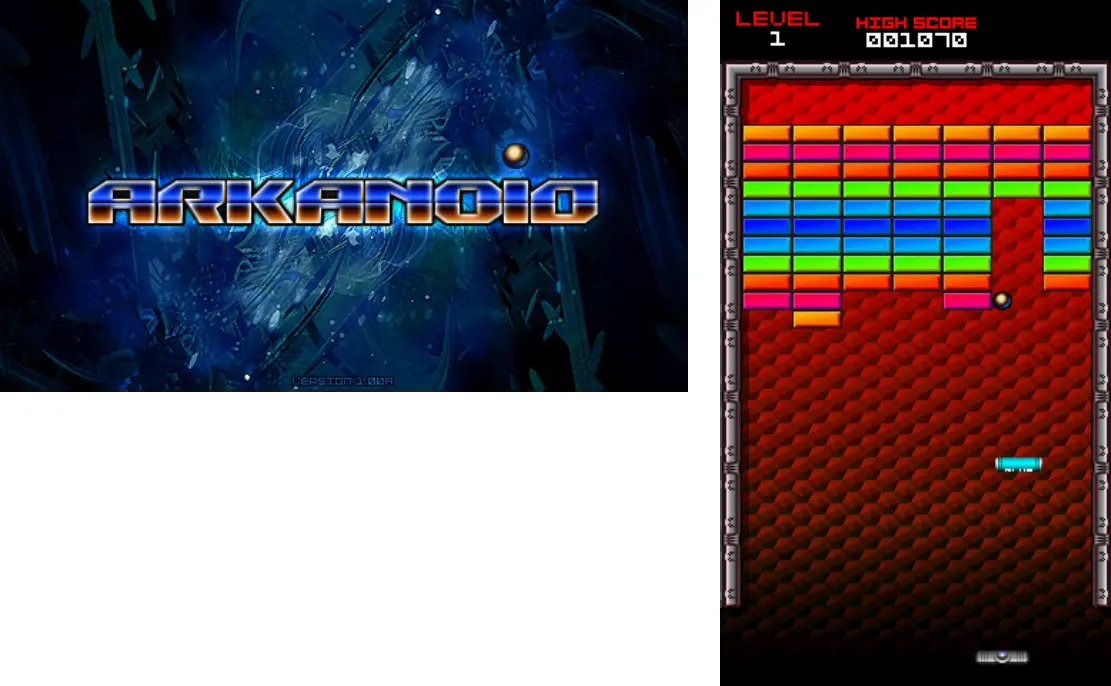 ARKANOID
VERSION 1.00A
LEVEL
1
HIGH SCORE
001070